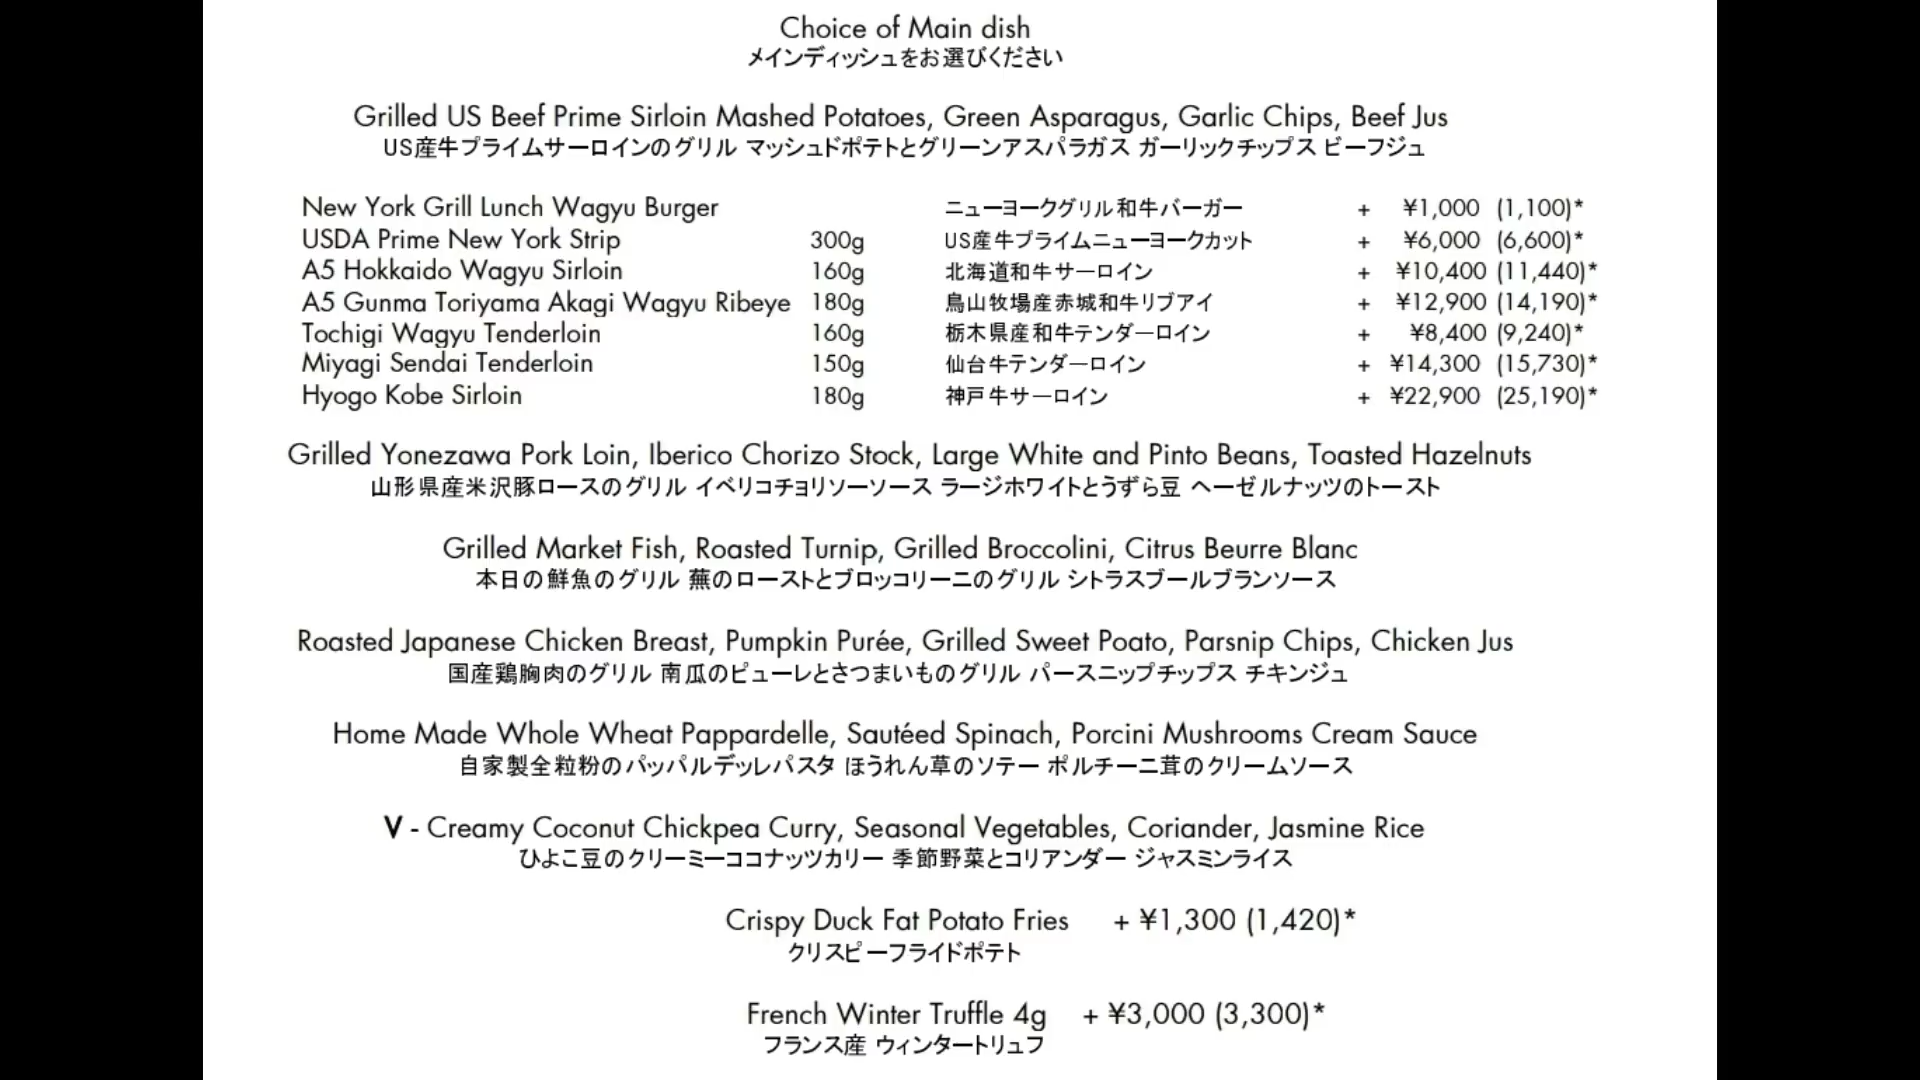 Choice of Main dish
メインディッシュをお選びください
Grilled US Beef Prime Sirloin Mashed Potatoes, Green Asparagus, Garlic Chips, Beef Jus
US産牛プライムサーロインのグリル マッシュドポテトとグリーンアスパラガス ガーリックチップス ビーフジュ
New York Grill Lunch Wagyu Burger ニューヨークグリル和牛バーガー + ¥1,000 (1,100)*
USDA Prime New York Strip 300g US産牛プライムニューヨークカット + ¥6,000 (6,600)*
A5 Hokkaido Wagyu Sirloin 160g 北海道和牛サーロイン + ¥10,400 (11,440)*
A5 Gunma Toriyama Akagi Wagyu Ribeye 180g 鳥山牧場産赤城和牛リブアイ + ¥12,900 (14,190)*
Tochigi Wagyu Tenderloin 160g 栃木県産和牛テンダーロイン + ¥8,400 (9,240)*
Miyagi Sendai Tenderloin 150g 仙台牛テンダーロイン + ¥14,300 (15,730)*
Hyogo Kobe Sirloin 180g 神戸牛サーロイン + ¥22,900 (25,190)*
Grilled Yonezawa Pork Loin, Iberico Chorizo Stock, Large White and Pinto Beans, Toasted Hazelnuts
山形県産米沢豚ロースのグリル イベリコチョリソーソース ラージホワイトとうずら豆 ヘーゼルナッツのトースト
Grilled Market Fish, Roasted Turnip, Grilled Broccolini, Citrus Beurre Blanc
本日の鮮魚のグリル 蕪のローストとブロッコリーニのグリル シトラスブールブランソース
Roasted Japanese Chicken Breast, Pumpkin Purée, Grilled Sweet Poato, Parsnip Chips, Chicken Jus
国産鶏胸肉のグリル 南瓜のピューレとさつまいものグリル パースニップチップス チキンジュ
Home Made Whole Wheat Pappardelle, Sautéed Spinach, Porcini Mushrooms Cream Sauce
自家製全粒粉のパッパルデッレパスタ ほうれん草のソテー ポルチーニ茸のクリームソース
V - Creamy Coconut Chickpea Curry, Seasonal Vegetables, Coriander, Jasmine Rice
ひよこ豆のクリーミーココナッツカリー 季節野菜とコリアンダー ジャスミンライス
Crispy Duck Fat Potato Fries + ¥1,300 (1,420)*
クリスピーフライドポテト
French Winter Truffle 4g + ¥3,000 (3,300)*
フランス産 ウィンタートリュフ